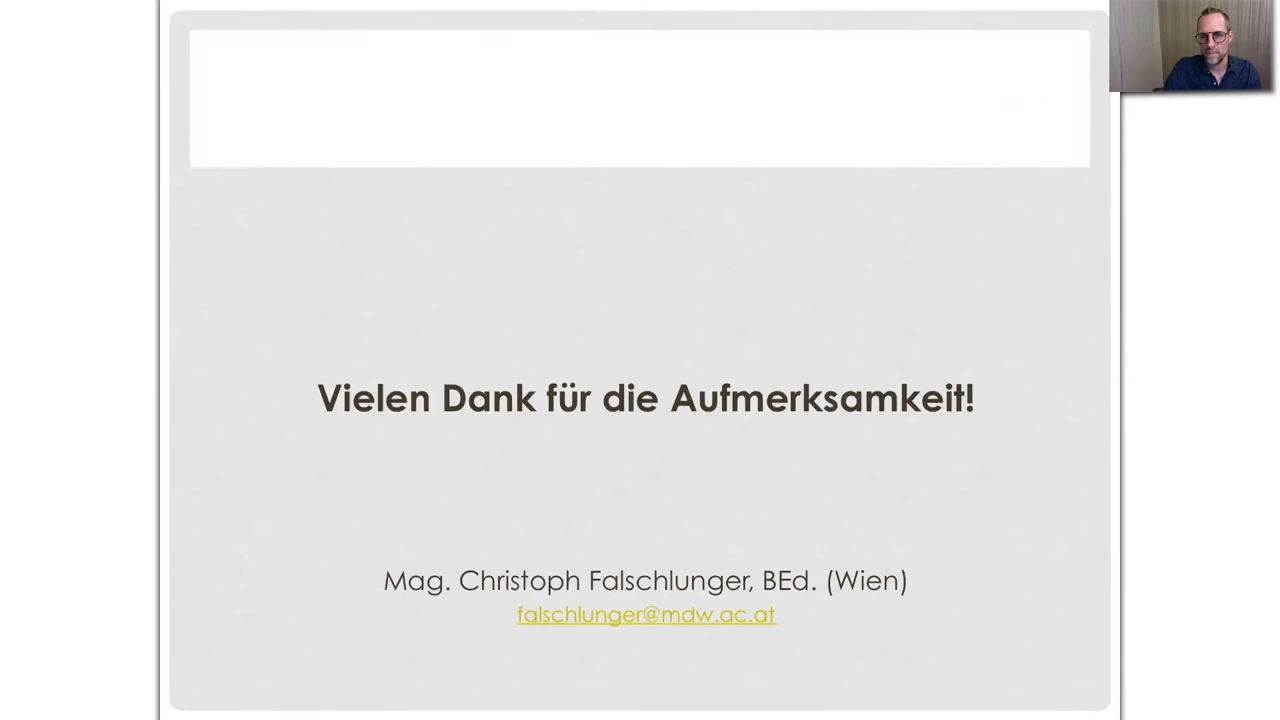 Vielen Dank für die Aufmerksamkeit!
Mag. Christoph Falschlunger, BEd. (Wien)
falschlunger@mdw.ac.at